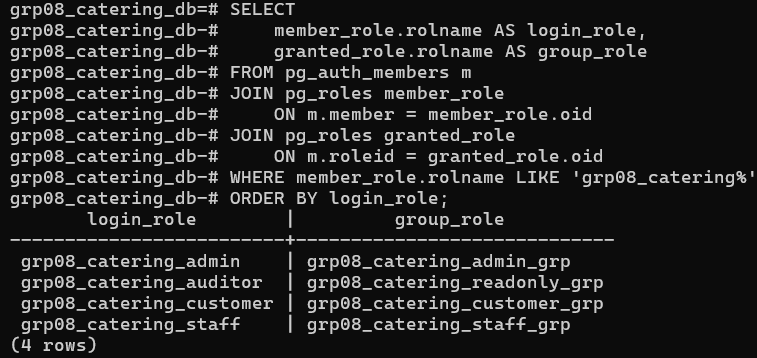 grp08_catering_db=# SELECT
grp08_catering_db-#     member_role.rolname AS login_role,
grp08_catering_db-#     granted_role.rolname AS group_role
grp08_catering_db-# FROM pg_auth_members m
grp08_catering_db-# JOIN pg_roles member_role
grp08_catering_db-#     ON m.member = member_role.oid
grp08_catering_db-# JOIN pg_roles granted_role
grp08_catering_db-#     ON m.roleid = granted_role.oid
grp08_catering_db-# WHERE member_role.rolname LIKE 'grp08_catering%'
grp08_catering_db-# ORDER BY login_role;
       login_role        |         group_role
-------------------------+----------------------------
 grp08_catering_admin    | grp08_catering_admin_grp
 grp08_catering_auditor  | grp08_catering_readonly_grp
 grp08_catering_customer | grp08_catering_customer_grp
 grp08_catering_staff    | grp08_catering_staff_grp
(4 rows)